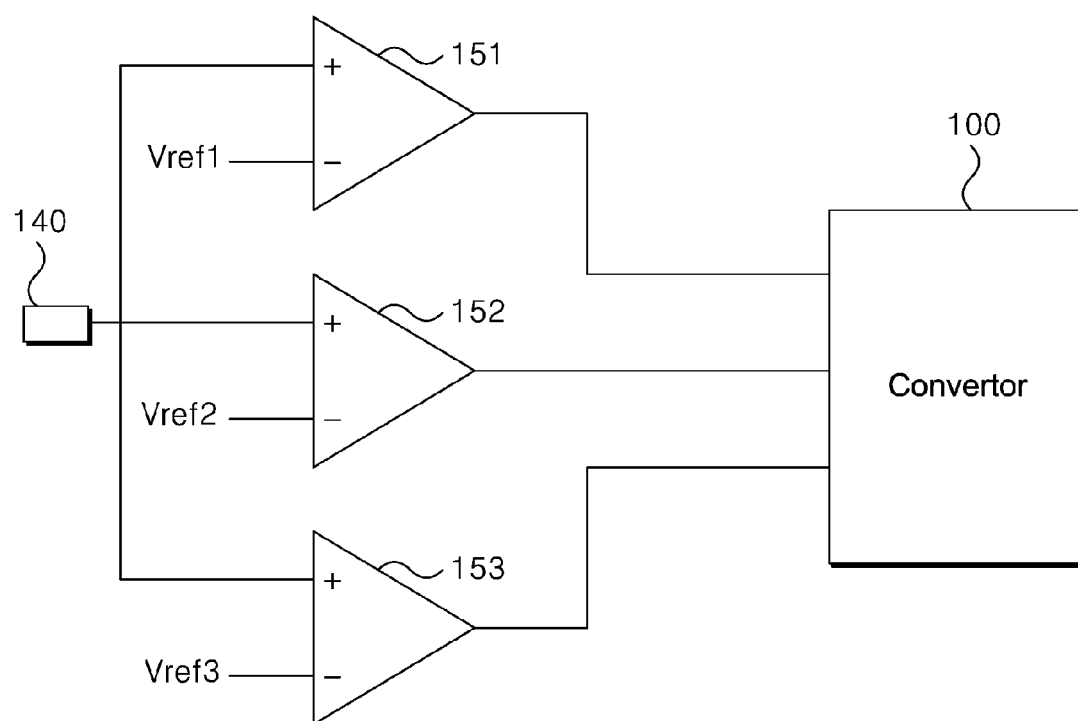 151
+
Vref1
−
100
140
152
+
Vref2
−
Convertor
153
+
Vref3
−